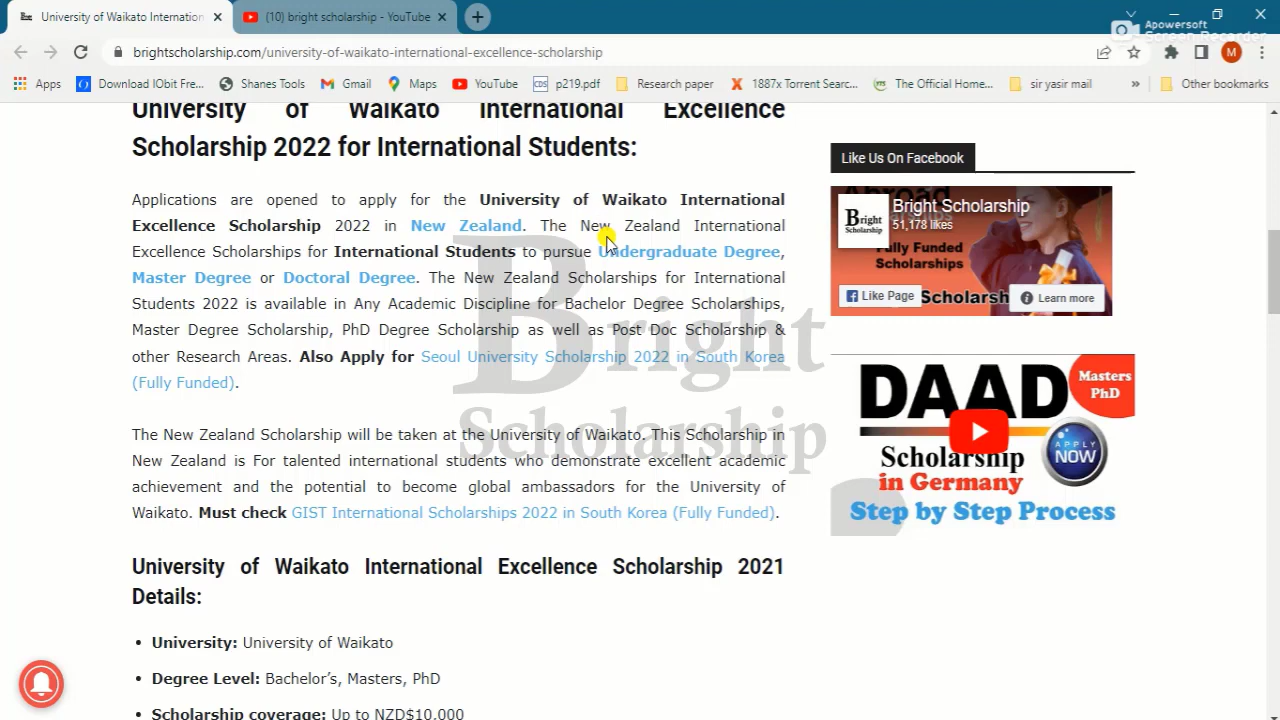 University of Waikato Internation
(10) bright scholarship - YouTube
Apowersoft
Screen Recorder
brightscholarship.com/university-of-waikato-international-excellence-scholarship
M
Apps
Download IObit Fre...
Shanes Tools
Gmail
Maps
YouTube
CDS
p219.pdf
Research paper
1887x Torrent Searc...
The Official Home...
sir yasir mail
»
Other bookmarks
University of Waikato International Excellence
Scholarship 2022 for International Students:
Applications are opened to apply for the University of Waikato International
Excellence Scholarship 2022 in New Zealand. The New Zealand International
Excellence Scholarships for International Students to pursue Undergraduate Degree,
Master Degree or Doctoral Degree. The New Zealand Scholarships for International
Students 2022 is available in Any Academic Discipline for Bachelor Degree Scholarships,
Master Degree Scholarship, PhD Degree Scholarship as well as Post Doc Scholarship &
other Research Areas. Also Apply for Seoul University Scholarship 2022 in South Korea
(Fully Funded).
The New Zealand Scholarship will be taken at the University of Waikato. This Scholarship in
New Zealand is For talented international students who demonstrate excellent academic
achievement and the potential to become global ambassadors for the University of
Waikato. Must check GIST International Scholarships 2022 in South Korea (Fully Funded).
University of Waikato International Excellence Scholarship 2021
Details:
• University: University of Waikato
• Degree Level: Bachelor's, Masters, PhD
• Scholarship coverage: Up to NZD$10,000
Bright
Scholarship
Like Us On Facebook
Abroad
Bright
Scholarship
Bright Scholarship
51,178 likes
Fully Funded
Scholarships
Like Page
Scholarsh
Learn more
DAAD
Masters
PhD
APPLY
NOW
Scholarship
in Germany
Step by Step Process